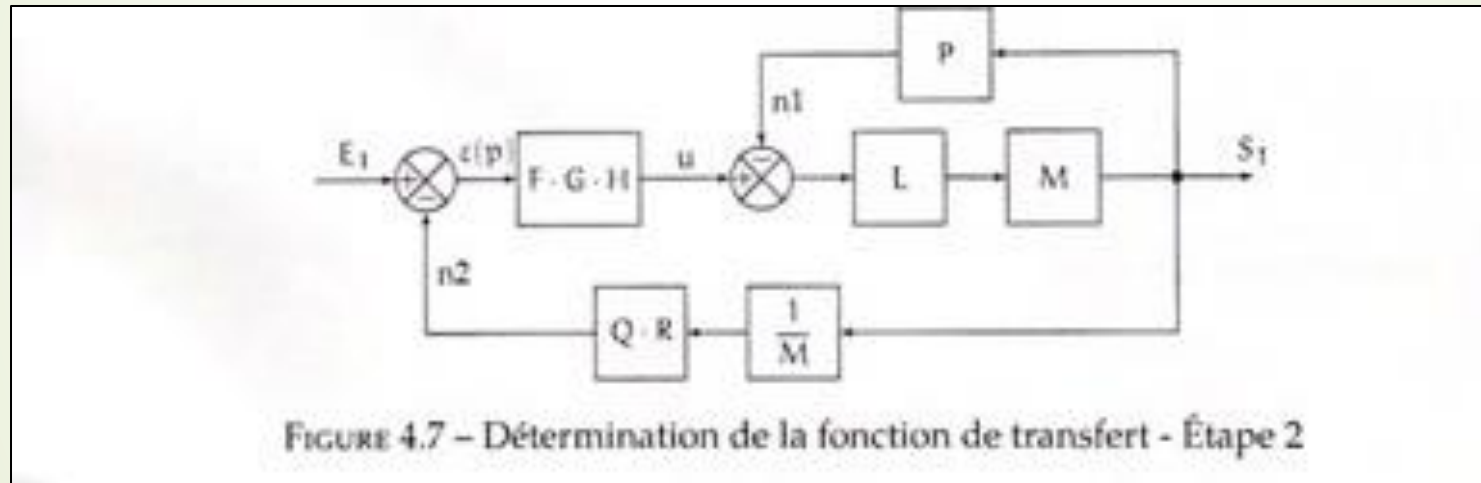 P
n1
E₁ ε(p) F · G · H u L M S₁
n2
Q · R 1/M
FIGURE 4.7 – Détermination de la fonction de transfert - Étape 2